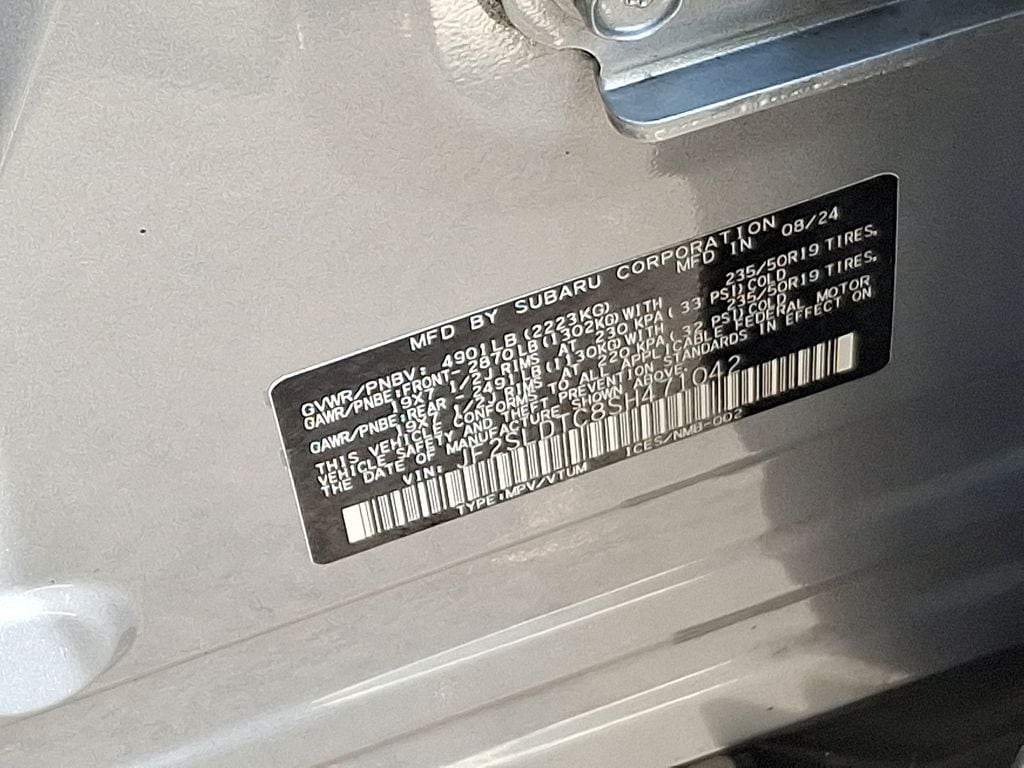 MFD BY SUBARU CORPORATION
MFD IN 08/24
GVWR/PNBV: 4901LB(2223KG)
GAWR/PNBE:FRONT- 2870LB(1302KG)WITH 235/50R19 TIRES,
19X7 1/2J RIMS AT 230 KPA( 33 PSI)COLD
GAWR/PNBE:REAR - 2491LB(1130KG)WITH 235/50R19 TIRES,
19X7 1/2J RIMS AT 220 KPA( 32 PSI)COLD
THIS VEHICLE CONFORMS TO ALL APPLICABLE FEDERAL MOTOR
VEHICLE SAFETY AND THEFT PREVENTION STANDARDS IN EFFECT ON
THE DATE OF MANUFACTURE SHOWN ABOVE.
VIN: JF2SLDTC8SH471042
TYPE:MPV/VTUM ICES/NMB-002